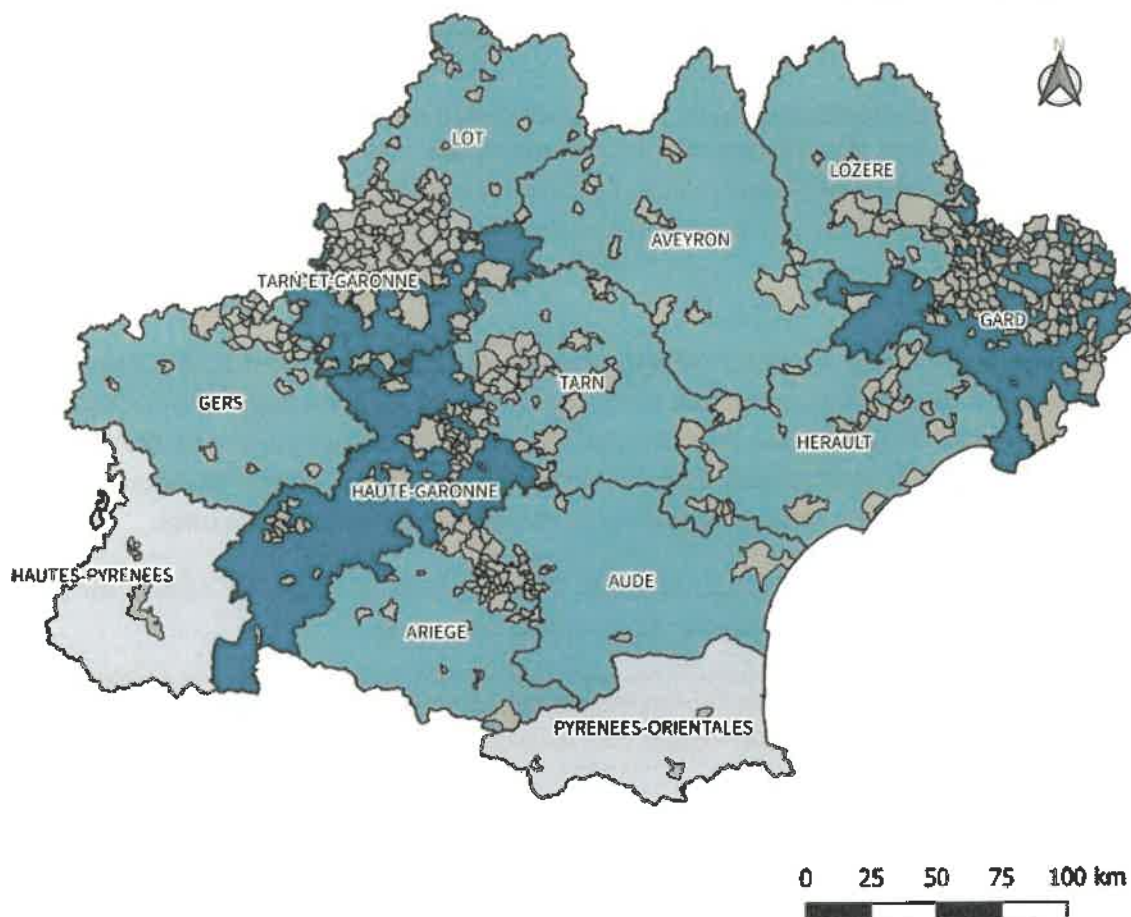 N
LOT
LOZERE
AVEYRON
TARN-ET-GARONNE
GARD
TARN
GERS
HERAULT
HAUTE-GARONNE
HAUTES-PYRENEES
AUDE
ARIEGE
PYRENEES-ORIENTALES
0 25 50 75 100 km